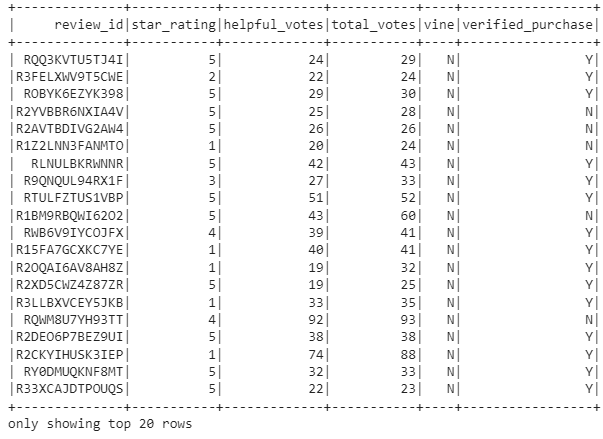 +--------------+-----------+-------------+-----------+----+-----------------+
|     review_id|star_rating|helpful_votes|total_votes|vine|verified_purchase|
+--------------+-----------+-------------+-----------+----+-----------------+
| RQQ3KVTU5TJ4I|          5|           24|         29|   N|                Y|
|R3FELXWV9T5CWE|          2|           22|         24|   N|                Y|
| ROBYK6EZYK398|          5|           29|         30|   N|                Y|
|R2YVBBR6NXIA4V|          5|           25|         28|   N|                N|
|R2AVTBDIVG2AW4|          5|           26|         26|   N|                N|
|R1Z2LNN3FANMTO|          1|           20|         24|   N|                N|
| RLNULBKRWNNR|          5|           42|         43|   N|                Y|
|R9QNQUL94RX1F|          3|           27|         33|   N|                Y|
| RTULFZTUS1VBP|          5|           51|         52|   N|                Y|
|R1BM9RBQWI62O2|          5|           43|         60|   N|                N|
| RWB6V9IYCOJFX|          4|           39|         41|   N|                Y|
|R15FA7GCXKC7YE|          1|           40|         41|   N|                Y|
|R2OQAI6AV8AH8Z|          1|           19|         32|   N|                Y|
|R2XD5CWZ4Z87ZR|          5|           19|         25|   N|                Y|
|R3LLBXVCEY5JKB|          1|           33|         35|   N|                Y|
| RQWM8U7YH93TT|          4|           92|         93|   N|                N|
|R2DEO6P7BEZ9UI|          5|           38|         38|   N|                Y|
|R2CKYIHUSK3IEP|          1|           74|         88|   N|                Y|
| RY0DMUQKNF8MT|          5|           32|         33|   N|                Y|
|R33XCAJDTPOUQS|          5|           22|         23|   N|                Y|
+--------------+-----------+-------------+-----------+----+-----------------+
only showing top 20 rows